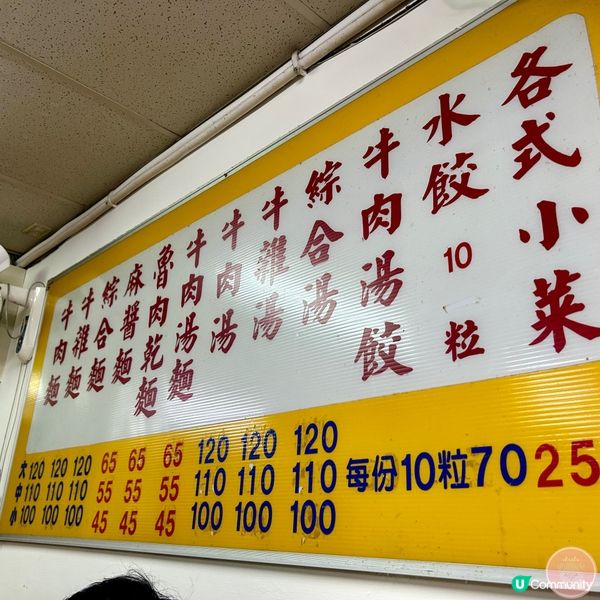 各式小菜
水餃10粒
牛肉湯餃
綜合湯
牛雜湯
牛肉湯
牛肉湯麵
魯肉乾麵
麻醬麵
綜合麵
牛雜麵
牛肉麵
大 120 120 120 65 65 65 120 120 120
中 110 110 110 55 55 55 110 110 110
小 100 100 100 45 45 45 100 100 100
每份10粒70
25
U Community